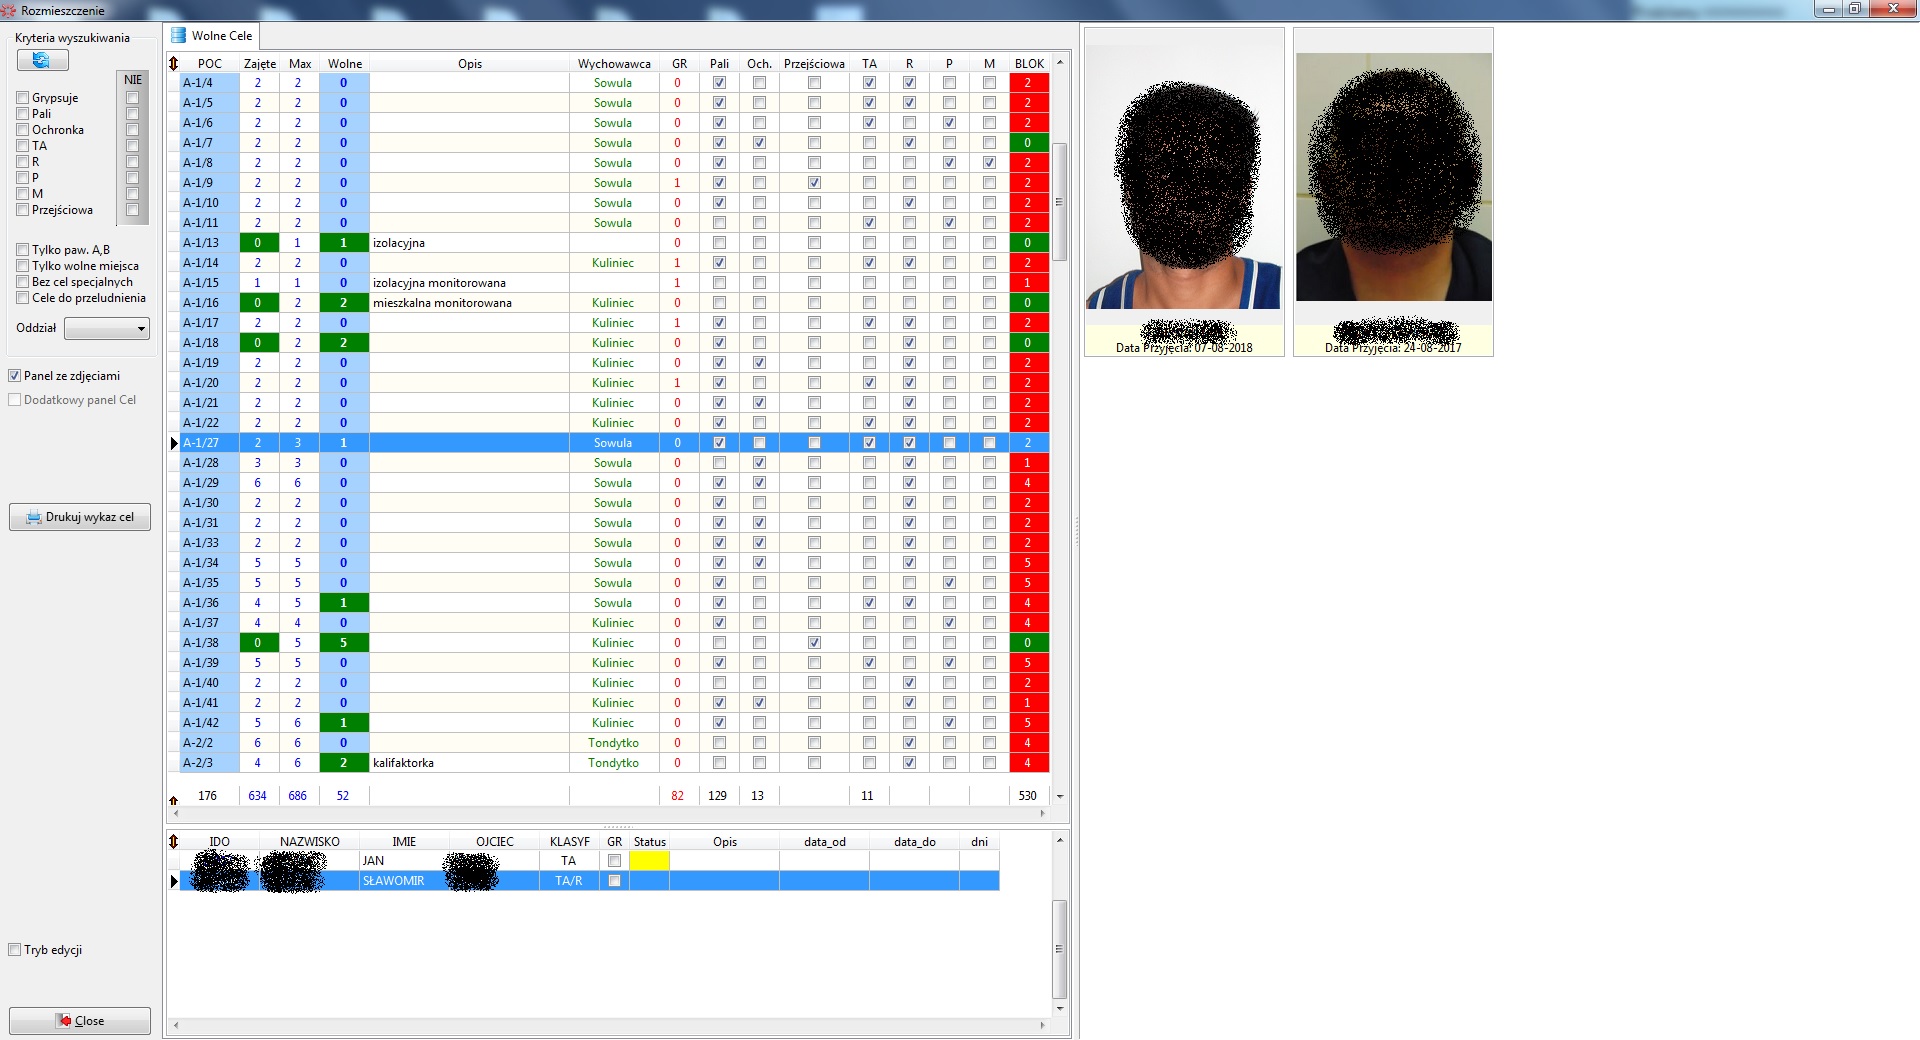 Rozmieszczenie
Kryteria wyszukiwania
NIE
Grypsuje
Pali
Ochronka
TA
R
P
M
Przejściowa
Tylko paw. A,B
Tylko wolne miejsca
Bez cel specjalnych
Cele do przeludnienia
Oddział
Panel ze zdjęciami
Dodatkowy panel Cel
Drukuj wykaz cel
Tryb edycji
Close
Wolne Cele
POC Zajęte Max Wolne Opis Wychowawca GR Pali Och. Przejściowa TA R P M BLOK
A-1/4 2 2 0 Sowula 0 2
A-1/5 2 2 0 Sowula 0 2
A-1/6 2 2 0 Sowula 0 2
A-1/7 2 2 0 Sowula 0 0
A-1/8 2 2 0 Sowula 0 2
A-1/9 2 2 0 Sowula 1 2
A-1/10 2 2 0 Sowula 0 2
A-1/11 2 2 0 Sowula 0 2
A-1/13 0 1 1 izolacyjna 0 0
A-1/14 2 2 0 Kuliniec 1 2
A-1/15 1 1 0 izolacyjna monitorowana 1 1
A-1/16 0 2 2 mieszkalna monitorowana Kuliniec 0 0
A-1/17 2 2 0 Kuliniec 1 2
A-1/18 0 2 2 Kuliniec 0 0
A-1/19 2 2 0 Kuliniec 0 2
A-1/20 2 2 0 Kuliniec 1 2
A-1/21 2 2 0 Kuliniec 0 2
A-1/22 2 2 0 Kuliniec 0 2
A-1/27 2 3 1 Sowula 0 2
A-1/28 3 3 0 Sowula 0 1
A-1/29 6 6 0 Sowula 0 4
A-1/30 2 2 0 Sowula 0 2
A-1/31 2 2 0 Sowula 0 2
A-1/33 2 2 0 Sowula 0 2
A-1/34 5 5 0 Sowula 0 5
A-1/35 5 5 0 Sowula 0 5
A-1/36 4 5 1 Sowula 0 4
A-1/37 4 4 0 Kuliniec 0 4
A-1/38 0 5 5 Kuliniec 0 0
A-1/39 5 5 0 Kuliniec 0 5
A-1/40 2 2 0 Kuliniec 0 2
A-1/41 2 2 0 Kuliniec 0 1
A-1/42 5 6 1 Kuliniec 0 5
A-2/2 6 6 0 Tondytko 0 4
A-2/3 4 6 2 kalifaktorka Tondytko 0 4
176 634 686 52 82 129 13 11 530
IDO NAZWISKO IMIE OJCIEC KLASYF GR Status Opis data_od data_do dni
JAN TA
SŁAWOMIR TA/R
Data Przyjęcia: 07-08-2018
Data Przyjęcia: 24-08-2017